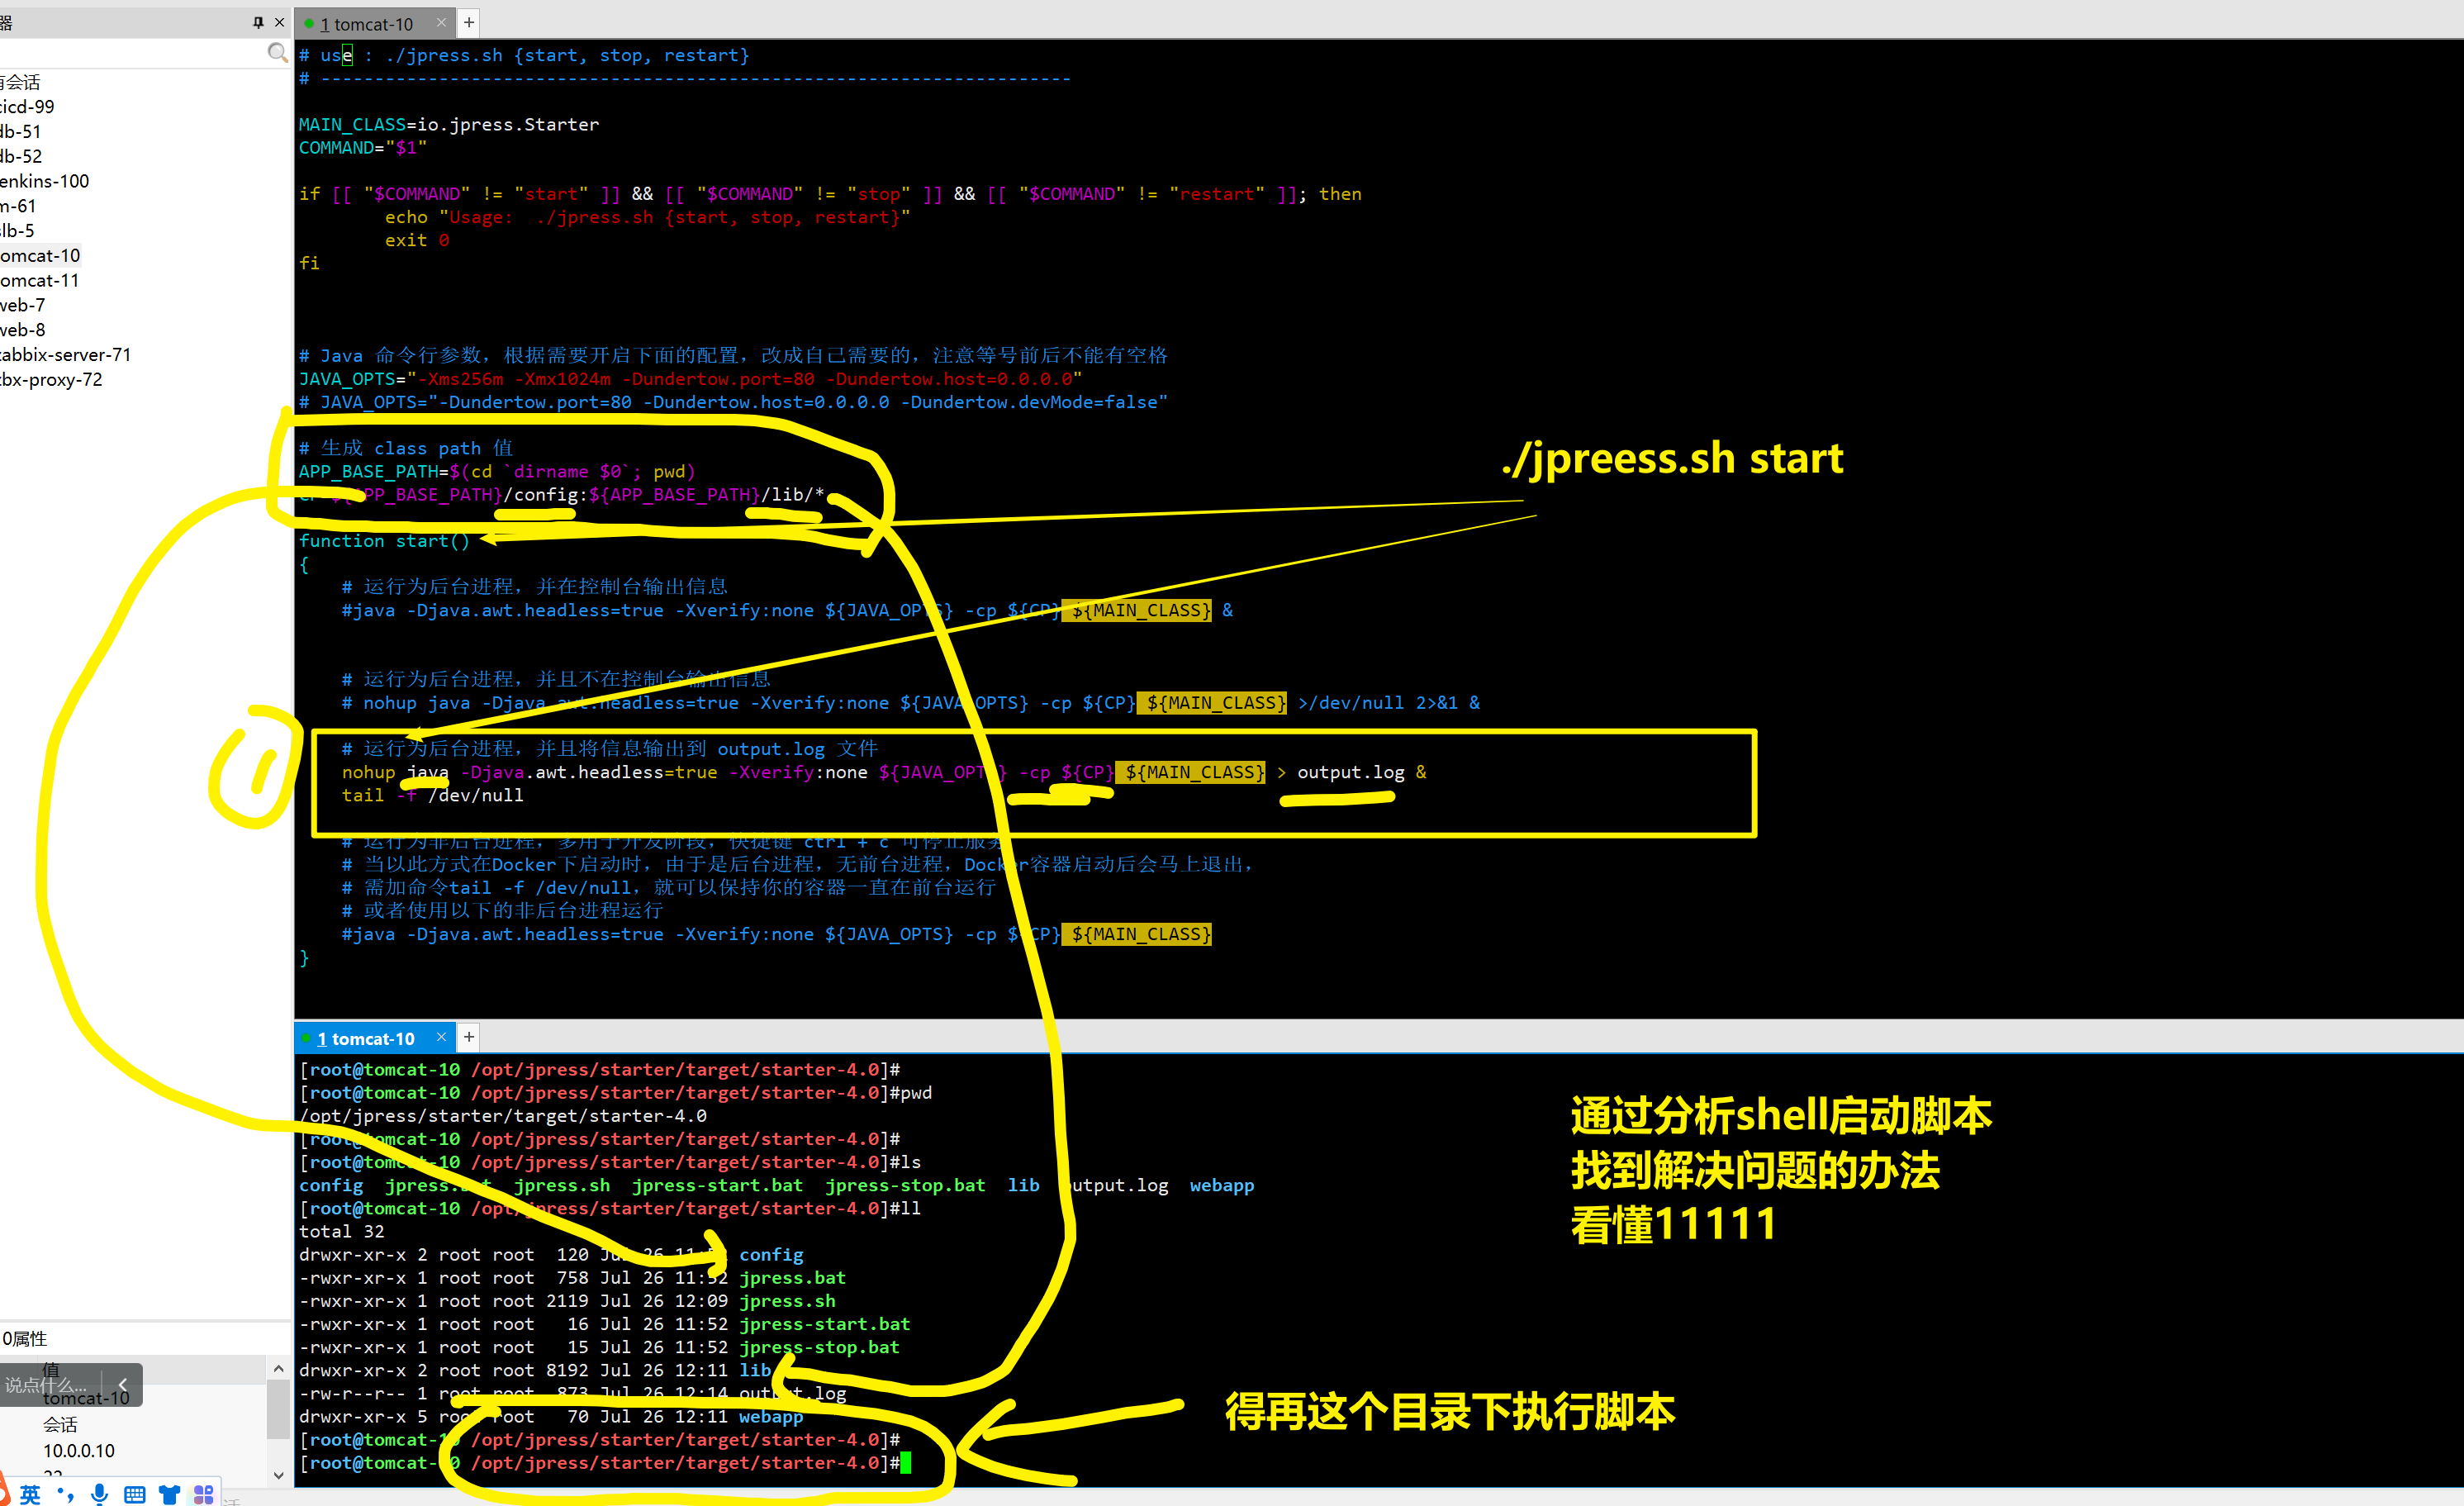 器
1 tomcat-10
+
有会话
cicd-99
db-51
db-52
enkins-100
m-61
slb-5
tomcat-10
tomcat-11
web-7
web-8
zabbix-server-71
zbx-proxy-72
# use : ./jpress.sh {start, stop, restart}
# ----------------------------------------------------------------------
MAIN_CLASS=io.jpress.Starter
COMMAND="$1"
if [[ "$COMMAND" != "start" ]] && [[ "$COMMAND" != "stop" ]] && [[ "$COMMAND" != "restart" ]]; then
echo "Usage:  ./jpress.sh {start, stop, restart}"
exit 0
fi
# Java 命令行参数，根据需要开启下面的配置，改成自己需要的，注意等号前后不能有空格
JAVA_OPTS="-Xms256m -Xmx1024m -Dundertow.port=80 -Dundertow.host=0.0.0.0"
# JAVA_OPTS="-Dundertow.port=80 -Dundertow.host=0.0.0.0 -Dundertow.devMode=false"
# 生成 class path 值
APP_BASE_PATH=$(cd `dirname $0`; pwd)
CP=${APP_BASE_PATH}/config:${APP_BASE_PATH}/lib/*
./jpreess.sh start
function start()
{
# 运行为后台进程，并在控制台输出信息
#java -Djava.awt.headless=true -Xverify:none ${JAVA_OPTS} -cp ${CP} ${MAIN_CLASS} &
# 运行为后台进程，并且不在控制台输出信息
# nohup java -Djava.awt.headless=true -Xverify:none ${JAVA_OPTS} -cp ${CP} ${MAIN_CLASS} >/dev/null 2>&1 &
# 运行为后台进程，并且将信息输出到 output.log 文件
nohup java -Djava.awt.headless=true -Xverify:none ${JAVA_OPTS} -cp ${CP} ${MAIN_CLASS} > output.log &
tail -f /dev/null
# 运行为非后台进程，多用于开发阶段，快捷键 ctrl + c 可停止服务
# 当以此方式在Docker下启动时，由于是后台进程，无前台进程，Docker容器启动后会马上退出，
# 需加命令tail -f /dev/null，就可以保持你的容器一直在前台运行
# 或者使用以下的非后台进程运行
#java -Djava.awt.headless=true -Xverify:none ${JAVA_OPTS} -cp ${CP} ${MAIN_CLASS}
}
1 tomcat-10
+
[root@tomcat-10 /opt/jpress/starter/target/starter-4.0]#
[root@tomcat-10 /opt/jpress/starter/target/starter-4.0]#pwd
/opt/jpress/starter/target/starter-4.0
[root@tomcat-10 /opt/jpress/starter/target/starter-4.0]#
[root@tomcat-10 /opt/jpress/starter/target/starter-4.0]#ls
config  jpress.bat  jpress.sh  jpress-start.bat  jpress-stop.bat  lib  output.log  webapp
[root@tomcat-10 /opt/jpress/starter/target/starter-4.0]#ll
total 32
drwxr-xr-x 2 root root  120 Jul 26 11:52 config
-rwxr-xr-x 1 root root  758 Jul 26 11:52 jpress.bat
-rwxr-xr-x 1 root root 2119 Jul 26 12:09 jpress.sh
-rwxr-xr-x 1 root root   16 Jul 26 11:52 jpress-start.bat
-rwxr-xr-x 1 root root   15 Jul 26 11:52 jpress-stop.bat
drwxr-xr-x 2 root root 8192 Jul 26 12:11 lib
-rw-r--r-- 1 root root  873 Jul 26 12:14 output.log
drwxr-xr-x 5 root root   70 Jul 26 12:11 webapp
[root@tomcat-10 /opt/jpress/starter/target/starter-4.0]#
[root@tomcat-10 /opt/jpress/starter/target/starter-4.0]#
通过分析shell启动脚本
找到解决问题的办法
看懂11111
得再这个目录下执行脚本
0属性
值
说点什么...
tomcat-10
会话
10.0.0.10
英